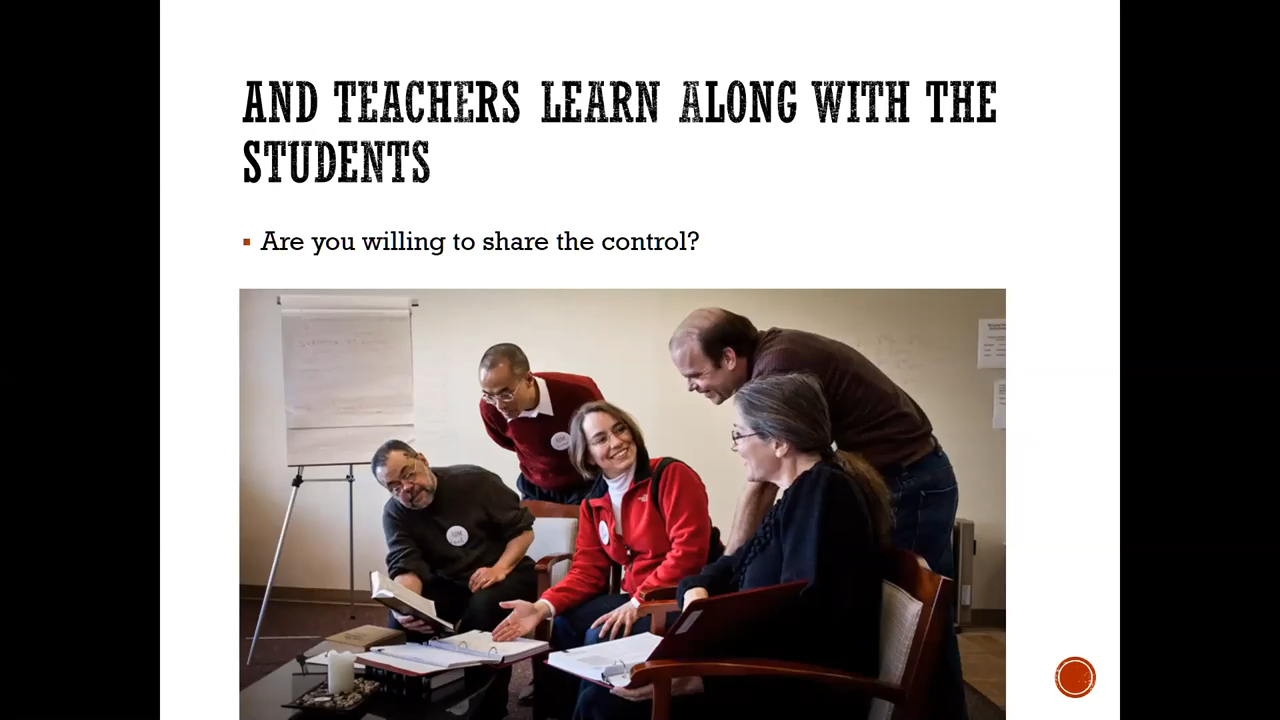 AND TEACHERS LEARN ALONG WITH THE
STUDENTS
Are you willing to share the control?